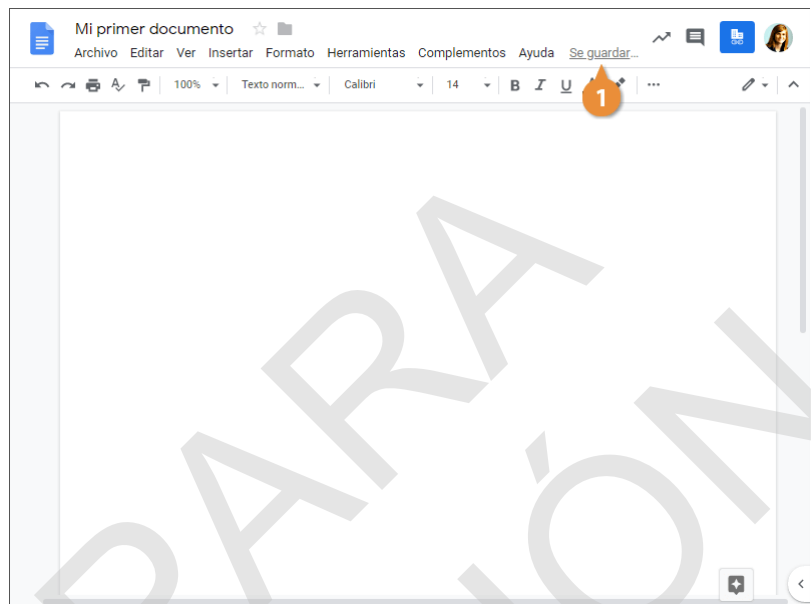 Mi primer documento
Archivo Editar Ver Insertar Formato Herramientas Complementos Ayuda Se guardar...
100% Texto norm... Calibri 14 B I U
1
PARA
ÓN